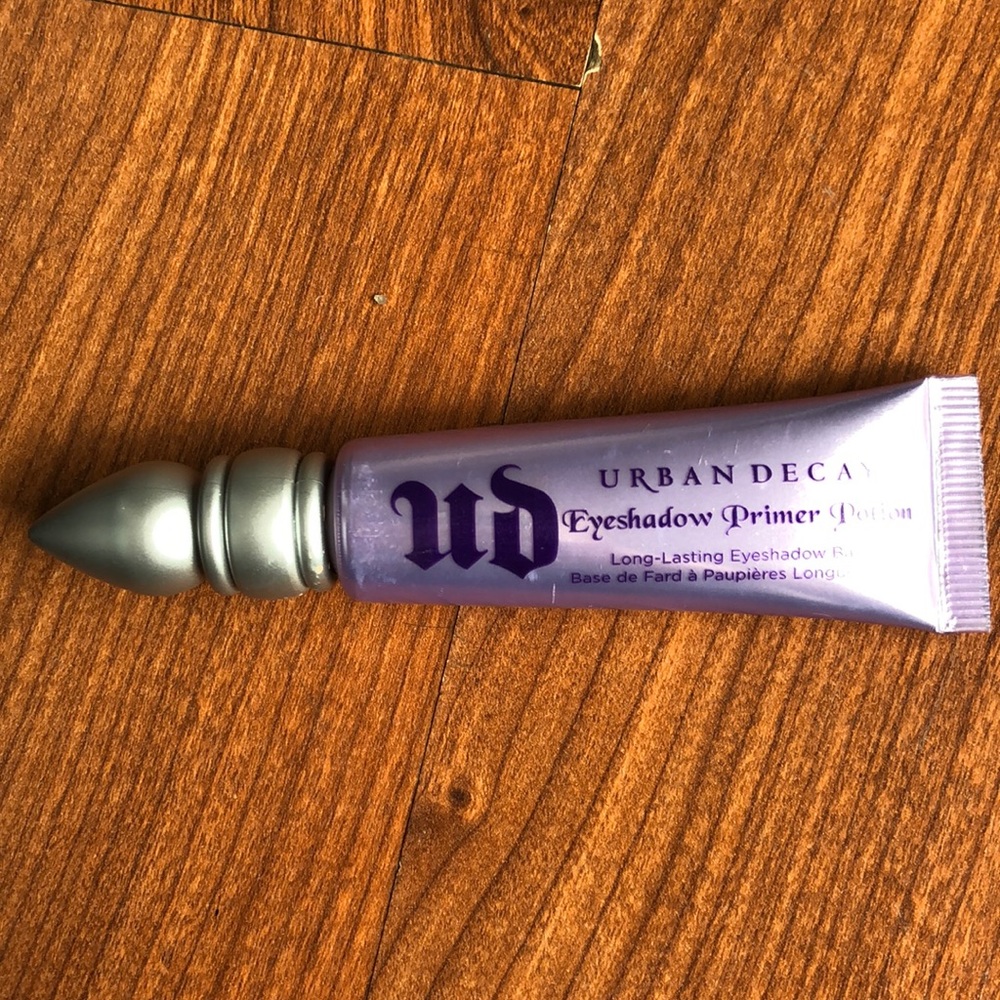 ud
URBAN DECAY
Eyeshadow Primer Potion
Long-Lasting Eyeshadow
Base de Fard à Paupières